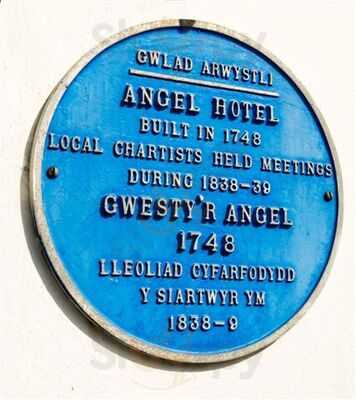 GWLAD ARWYSTLI
ANGEL HOTEL
BUILT IN 1748
LOCAL CHARTISTS HELD MEETINGS
DURING 1838-39
GWESTY'R ANGEL
1748
LLEOLIAD CYFARFODYDD
Y SIARTWYR YM
1838-9